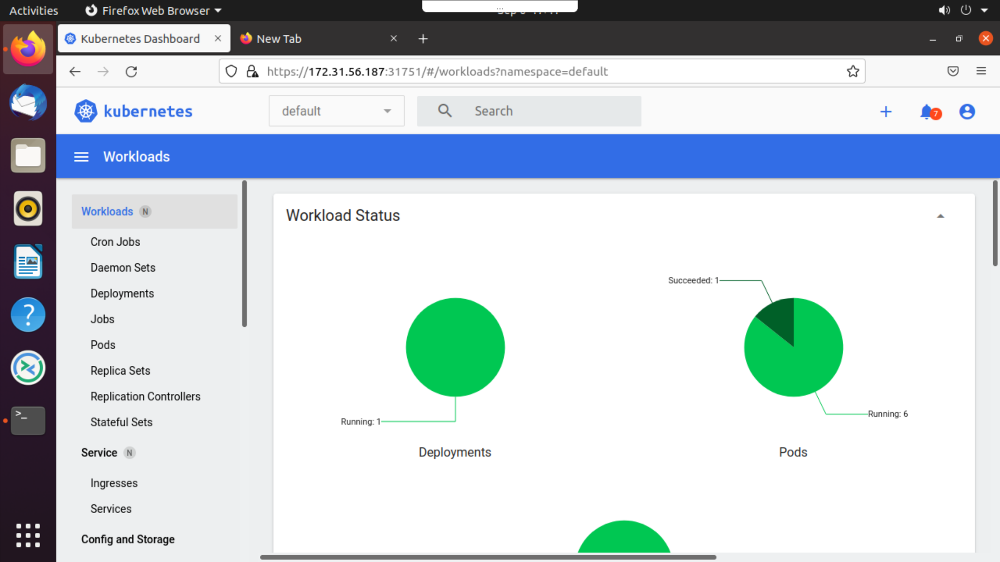 Activities
Firefox Web Browser
...
Kubernetes Dashboard
New Tab
https://172.31.56.187:31751/#/workloads?namespace=default
kubernetes
default
Search
7
Workloads
Workloads N
Cron Jobs
Daemon Sets
Deployments
Jobs
Pods
Replica Sets
Replication Controllers
Stateful Sets
Service N
Ingresses
Services
Config and Storage
Workload Status
Succeeded: 1
Running: 1
Running: 6
Deployments
Pods